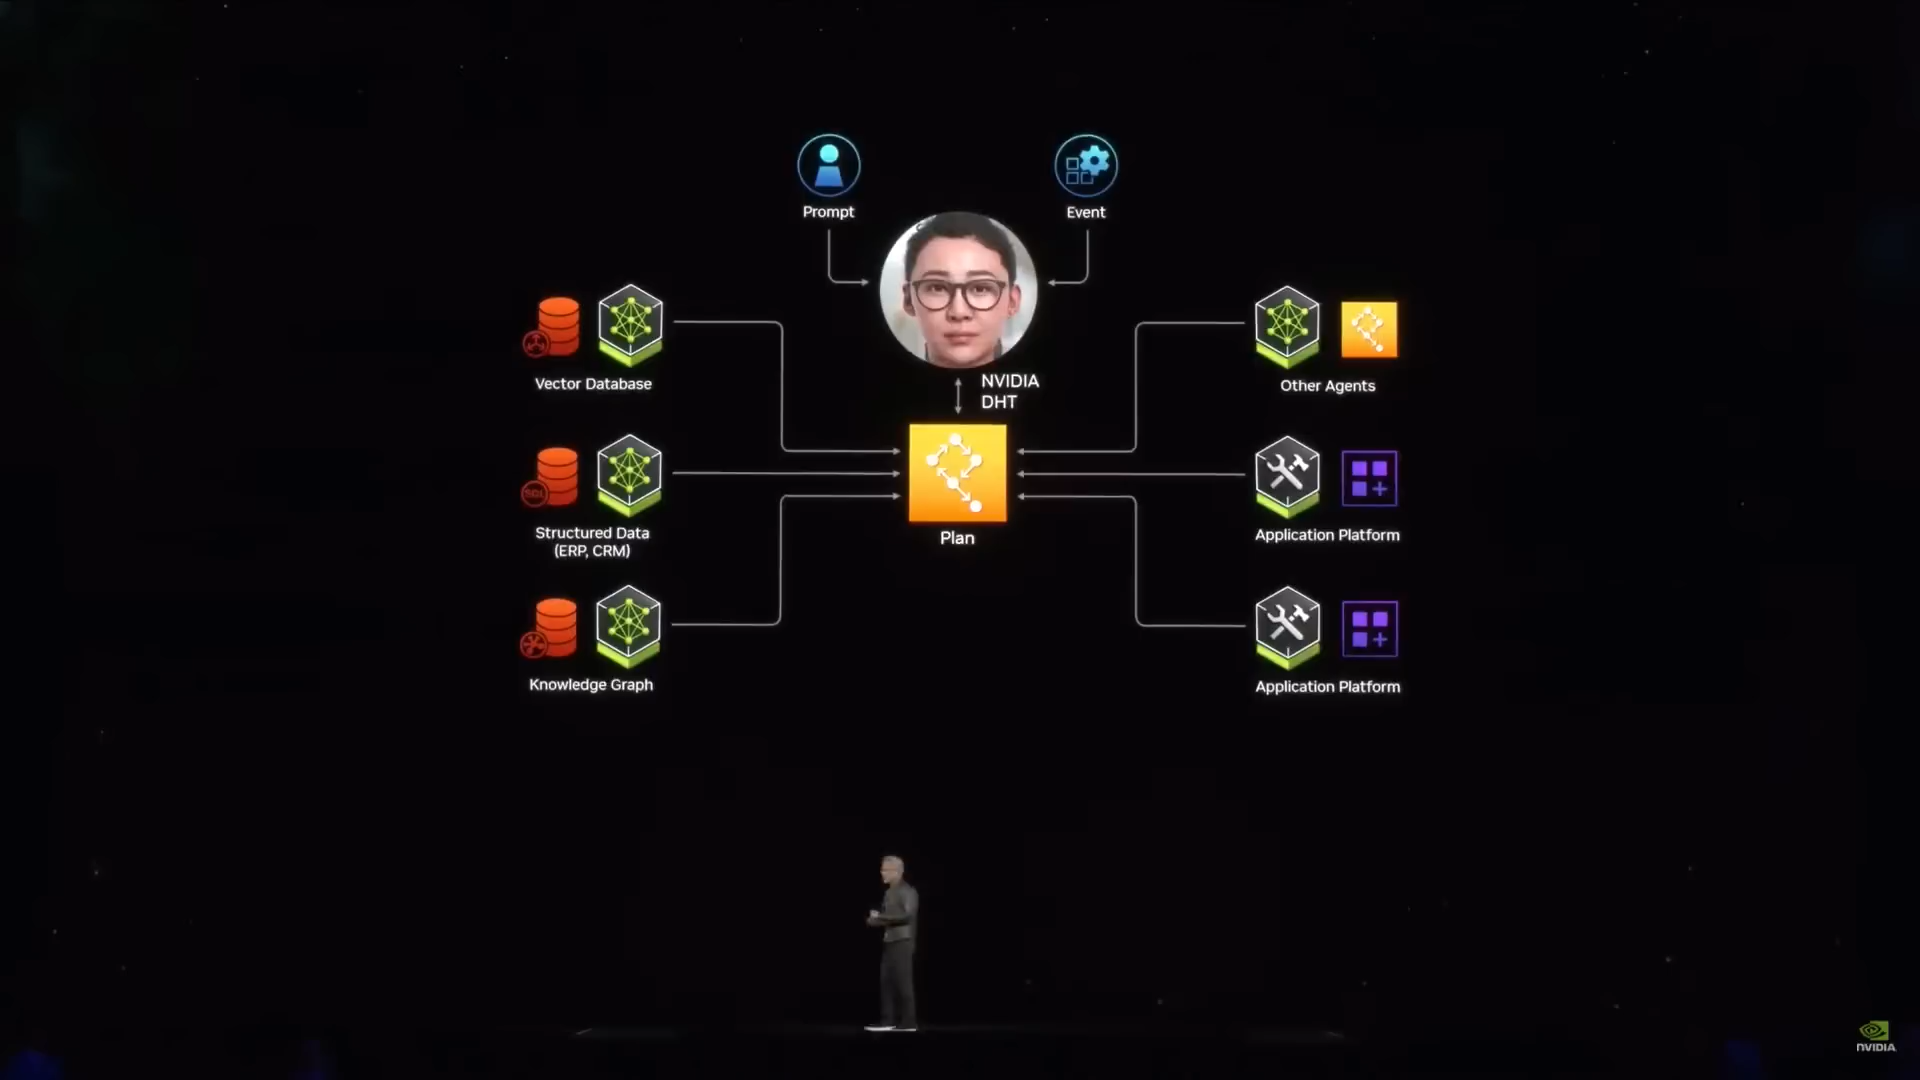 Prompt
Event
NVIDIA
DHT
Vector Database
Other Agents
SQL
Structured Data
(ERP, CRM)
Plan
Application Platform
Knowledge Graph
Application Platform
NVIDIA